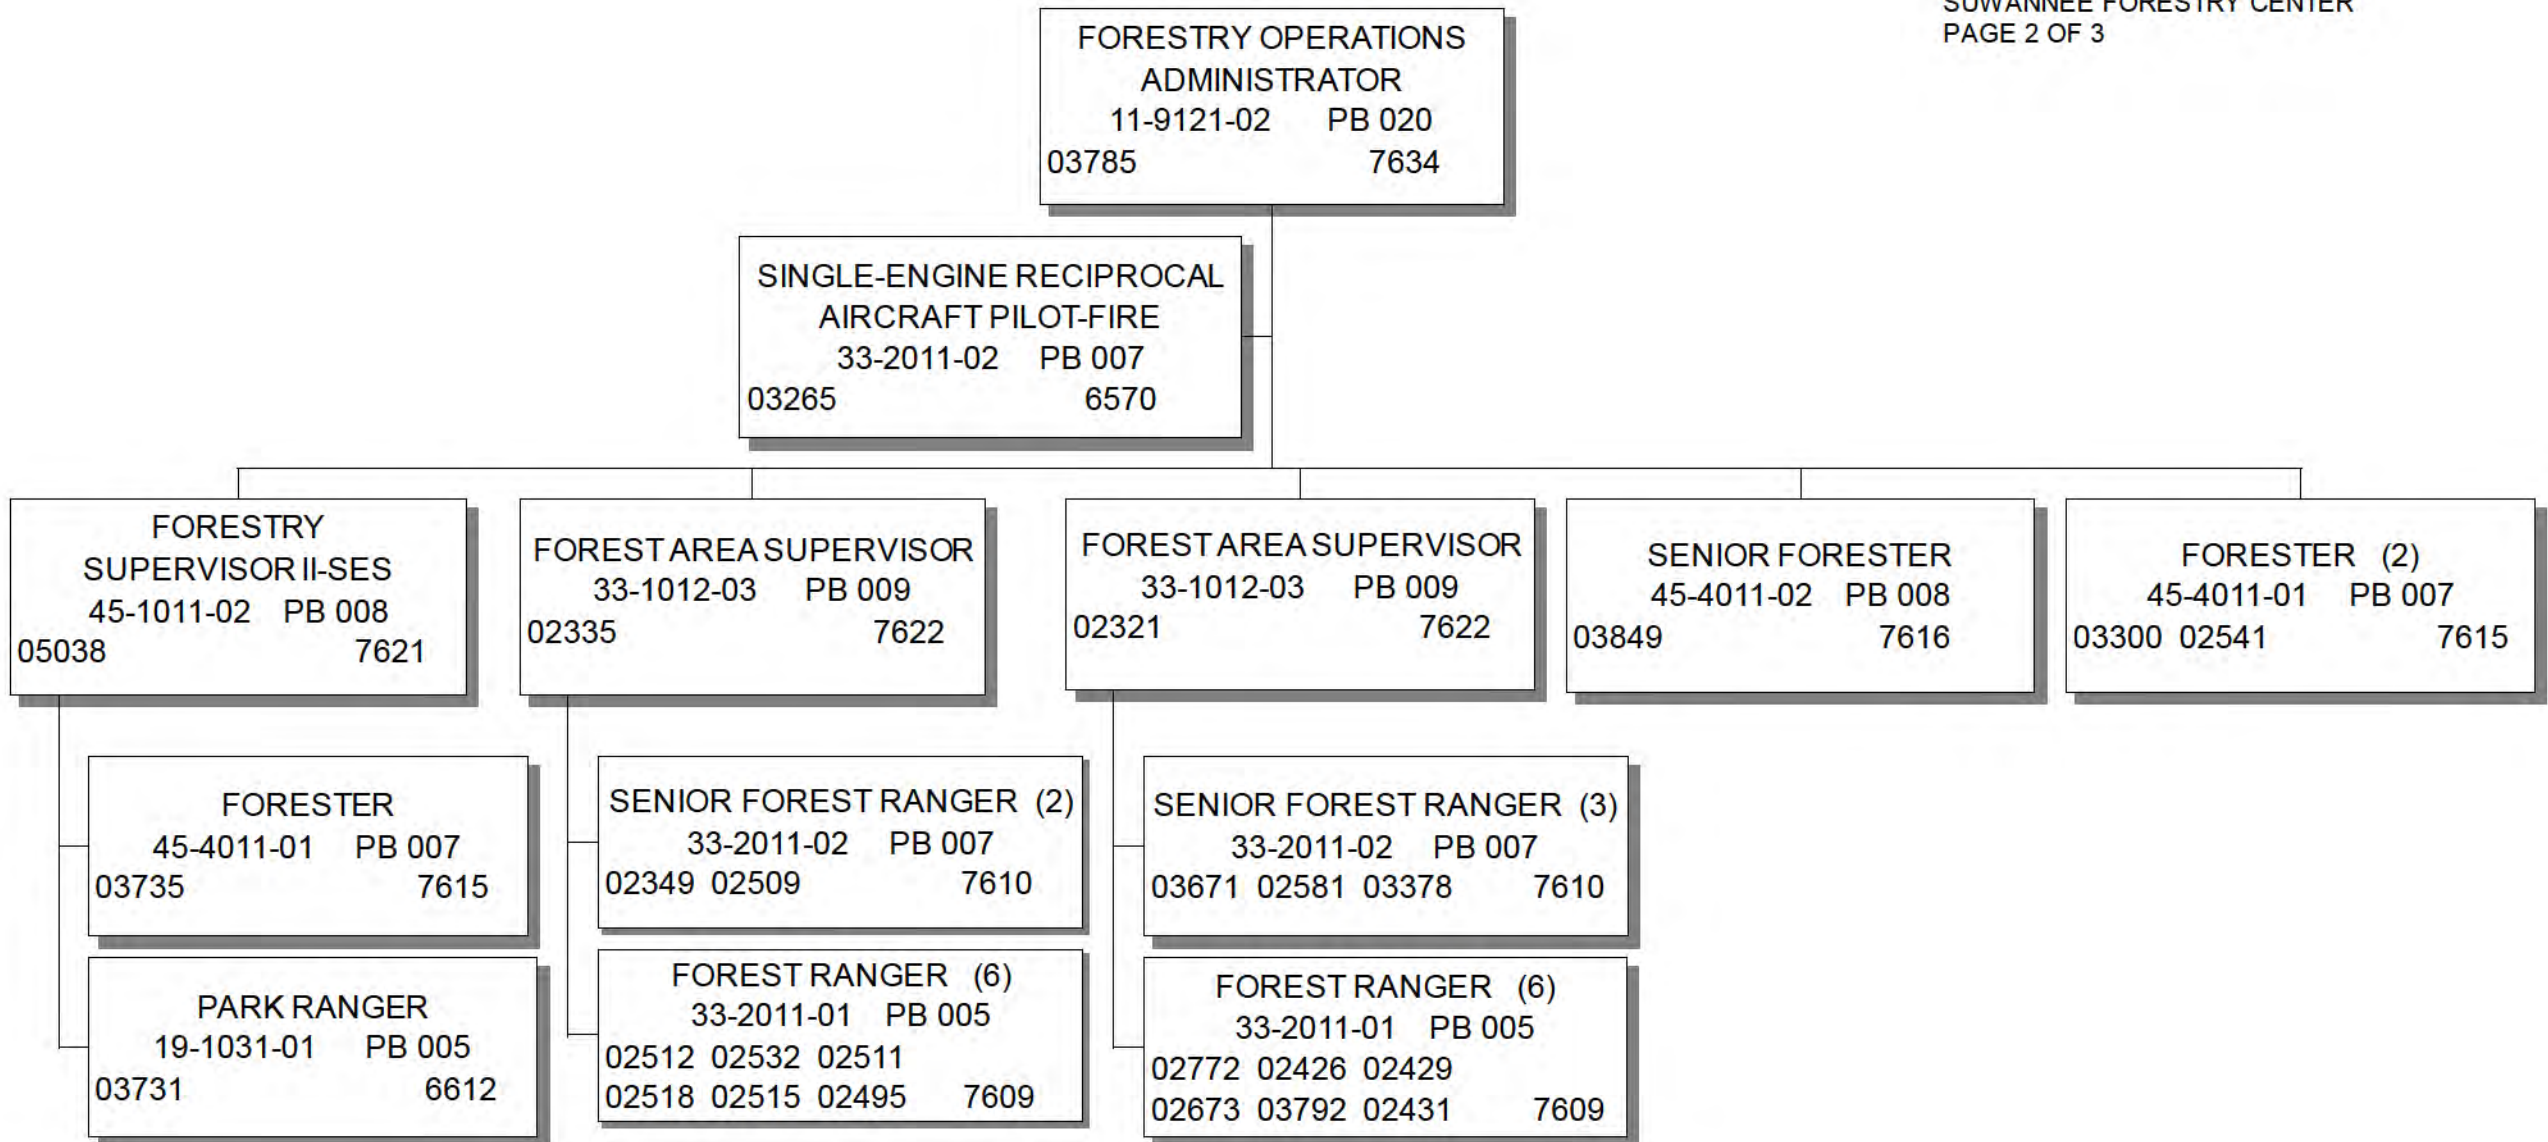 SUWANNEE FORESTRY CENTER
PAGE 2 OF 3
FORESTRY OPERATIONS
ADMINISTRATOR
11-9121-02 PB 020
03785 7634
SINGLE-ENGINE RECIPROCAL
AIRCRAFT PILOT-FIRE
33-2011-02 PB 007
03265 6570
FORESTRY
SUPERVISOR II-SES
45-1011-02 PB 008
05038 7621
FOREST AREA SUPERVISOR
33-1012-03 PB 009
02335 7622
FOREST AREA SUPERVISOR
33-1012-03 PB 009
02321 7622
SENIOR FORESTER
45-4011-02 PB 008
03849 7616
FORESTER (2)
45-4011-01 PB 007
03300 02541 7615
FORESTER
45-4011-01 PB 007
03735 7615
PARK RANGER
19-1031-01 PB 005
03731 6612
SENIOR FOREST RANGER (2)
33-2011-02 PB 007
02349 02509 7610
FOREST RANGER (6)
33-2011-01 PB 005
02512 02532 02511
02518 02515 02495 7609
SENIOR FOREST RANGER (3)
33-2011-02 PB 007
03671 02581 03378 7610
FOREST RANGER (6)
33-2011-01 PB 005
02772 02426 02429
02673 03792 02431 7609